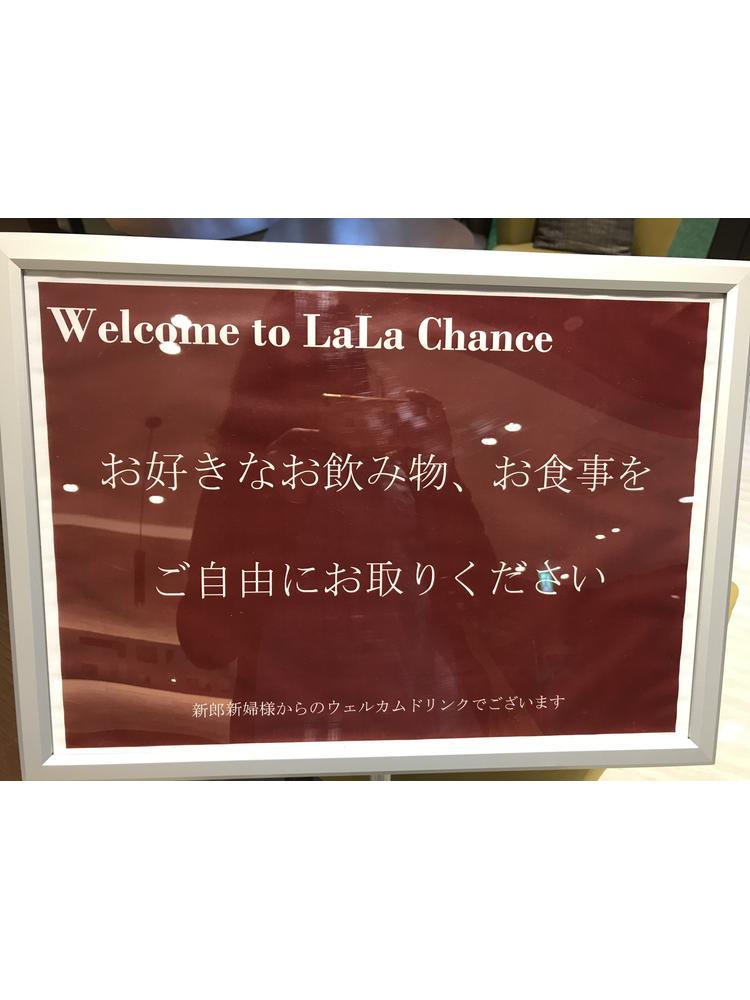 Welcome to LaLa Chance
お好きなお飲み物、お食事を
ご自由にお取りください
新郎新婦様からのウェルカムドリンクでございます